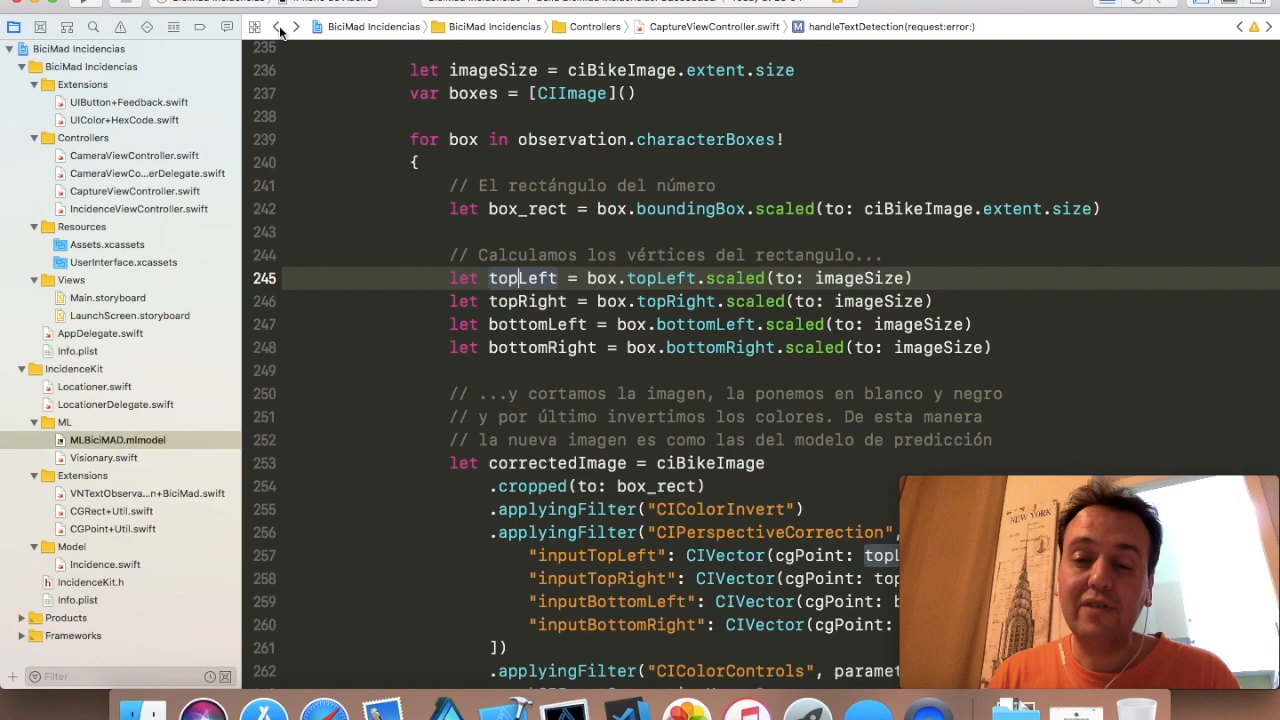 BiciMad Incidencias
BiciMad Incidencias
Controllers
CaptureViewController.swift
handleTextDetection(request:error:)
BiciMad Incidencias
BiciMad Incidencias
Extensions
UIButton+Feedback.swift
UIColor+HexCode.swift
Controllers
CameraViewController.swift
CameraViewCo...erDelegate.swift
CaptureViewController.swift
IncidenceViewController.swift
Resources
Assets.xcassets
UserInterface.xcassets
Views
Main.storyboard
LaunchScreen.storyboard
AppDelegate.swift
Info.plist
IncidenceKit
Locationer.swift
LocationerDelegate.swift
ML
MLBiciMAD.mlmodel
Visionary.swift
Extensions
VNTextObserva...n+BiciMad.swift
CGRect+Util.swift
CGPoint+Util.swift
Model
Incidence.swift
IncidenceKit.h
Info.plist
Products
Frameworks
Filter
235
236 let imageSize = ciBikeImage.extent.size
237 var boxes = [CIImage]()
238
239 for box in observation.characterBoxes!
240 {
241 // El rectángulo del número
242 let box_rect = box.boundingBox.scaled(to: ciBikeImage.extent.size)
243
244 // Calculamos los vértices del rectangulo...
245 let topLeft = box.topLeft.scaled(to: imageSize)
246 let topRight = box.topRight.scaled(to: imageSize)
247 let bottomLeft = box.bottomLeft.scaled(to: imageSize)
248 let bottomRight = box.bottomRight.scaled(to: imageSize)
249
250 // ...y cortamos la imagen, la ponemos en blanco y negro
251 // y por último invertimos los colores. De esta manera
252 // la nueva imagen es como las del modelo de predicción
253 let correctedImage = ciBikeImage
254 .cropped(to: box_rect)
255 .applyingFilter("CIColorInvert")
256 .applyingFilter("CIPerspectiveCorrection",
257 "inputTopLeft": CIVector(cgPoint: topL
258 "inputTopRight": CIVector(cgPoint: top
259 "inputBottomLeft": CIVector(cgPoint: b
260 "inputBottomRight": CIVector(cgPoint:
261 ])
262 .applyingFilter("CIColorControls", paramet
NEW YORK